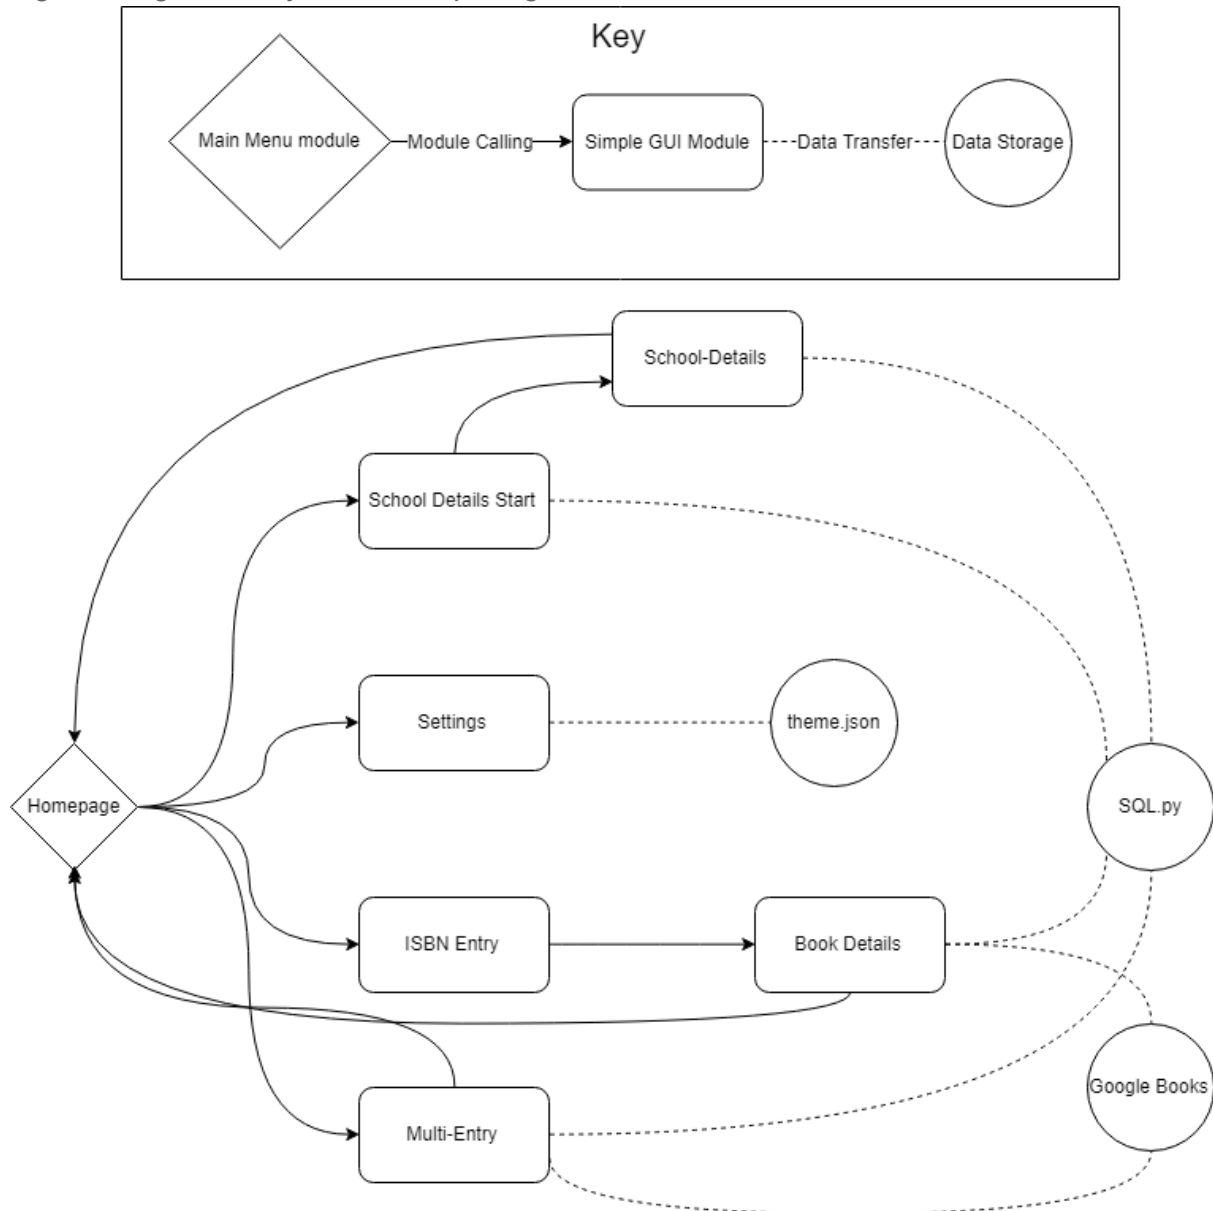 Key
Main Menu module
Module Calling
Simple GUI Module
Data Transfer
Data Storage
School-Details
School Details Start
Settings
theme.json
Homepage
SQL.py
ISBN Entry
Book Details
Google Books
Multi-Entry